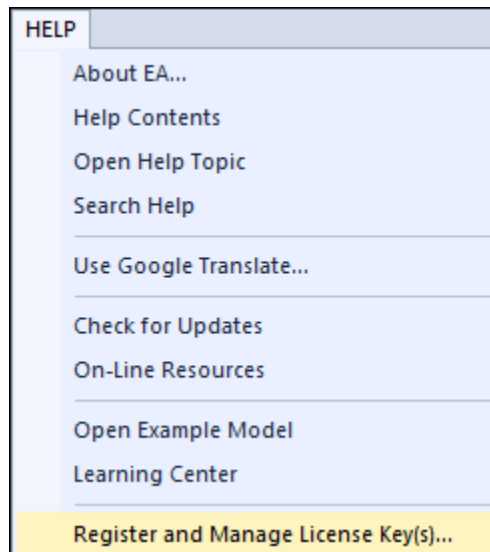 HELP
About EA...
Help Contents
Open Help Topic
Search Help
Use Google Translate...
Check for Updates
On-Line Resources
Open Example Model
Learning Center
Register and Manage License Key(s)...